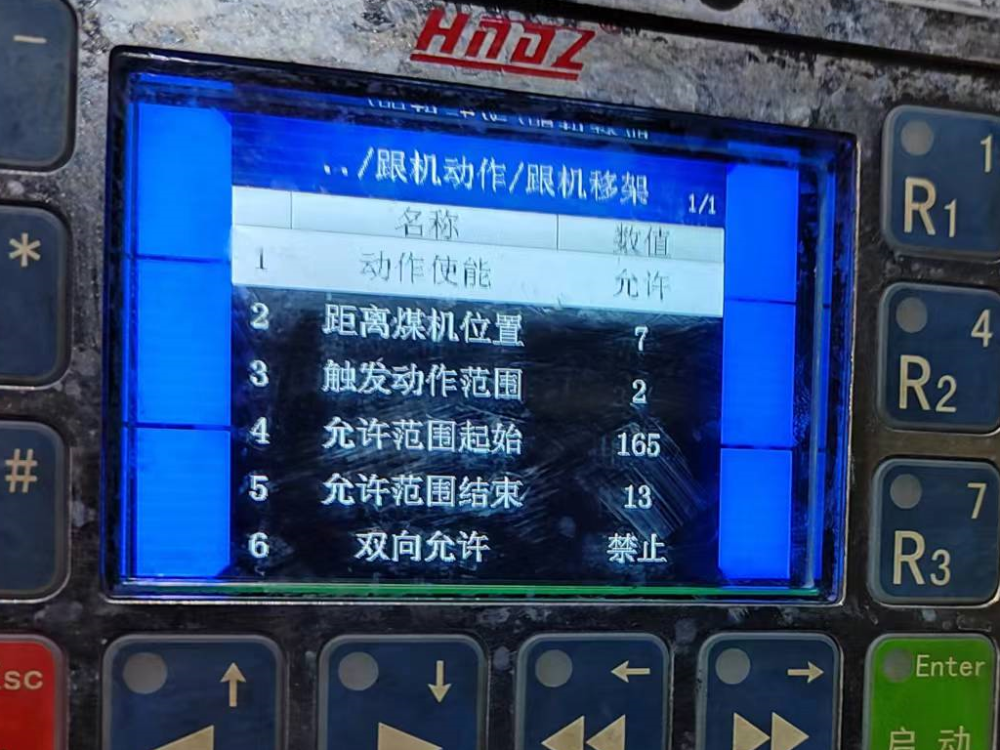 ../跟机动作/跟机移架 1/1
名称 数值
1 动作使能 允许
2 距离煤机位置 7
3 触发动作范围 2
4 允许范围起始 165
5 允许范围结束 13
6 双向允许 禁止
-
*
#
1
R1
4
R2
7
R3
↑
↓
←
→
Enter
启动